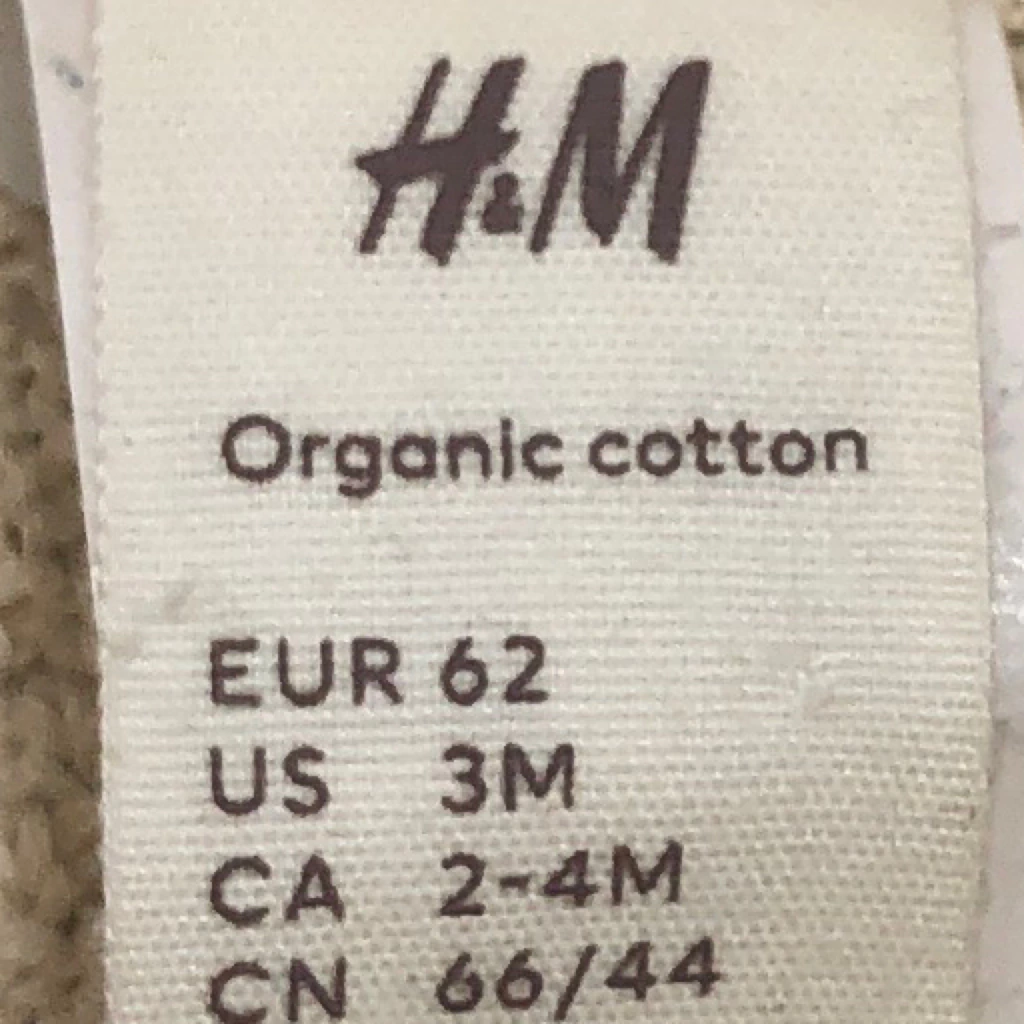 H&M
Organic cotton
EUR 62
US 3M
CA 2-4M
CN 66/44